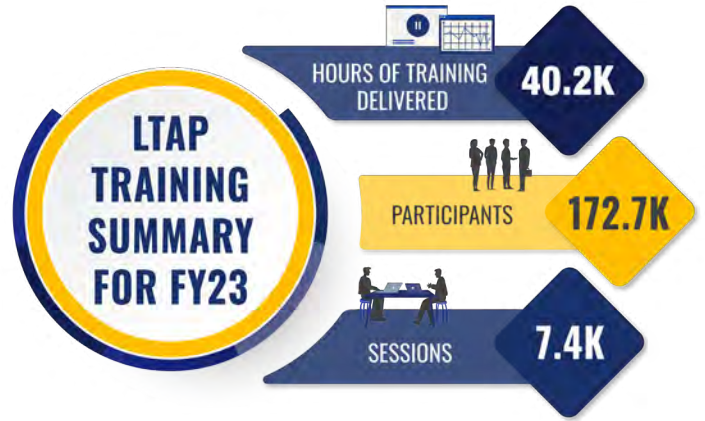 LTAP
TRAINING
SUMMARY
FOR FY23
HOURS OF TRAINING
DELIVERED
40.2K
PARTICIPANTS
172.7K
SESSIONS
7.4K